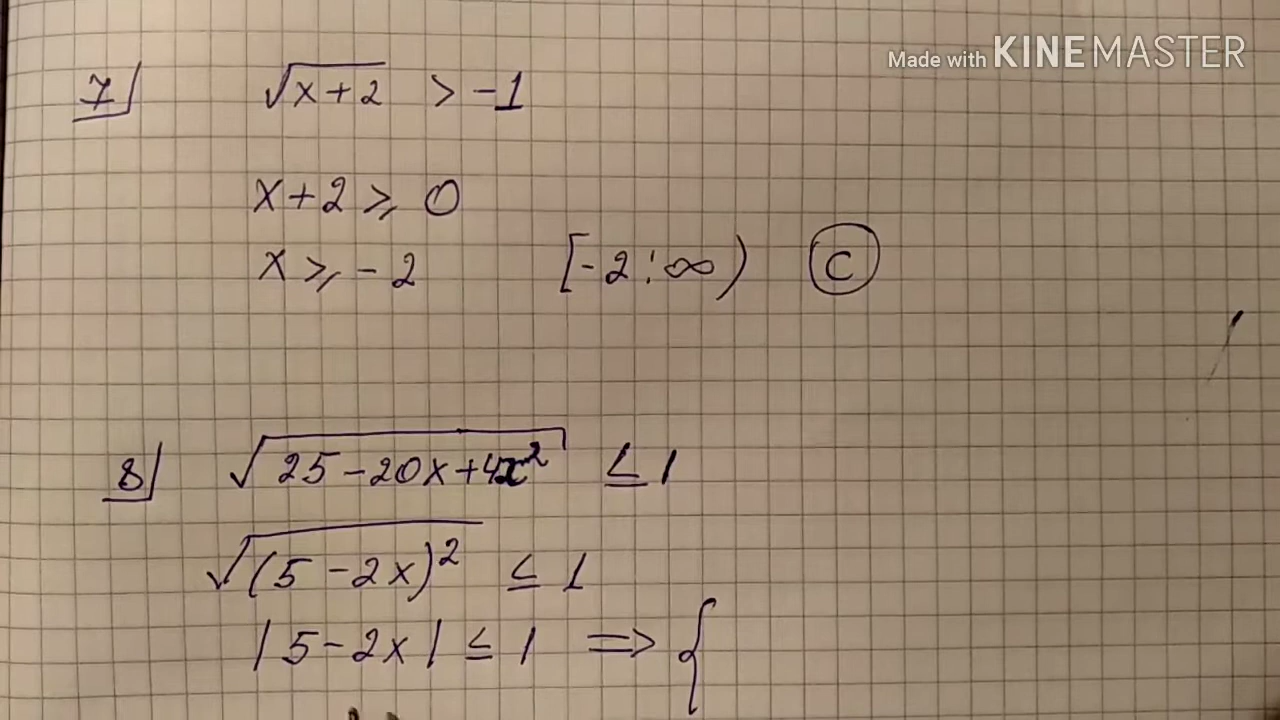 Made with KINEMASTER
7) √x+2 > -1
x+2 ⩾ 0
x ⩾ -2 [-2 ; ∞) C
8) √25-20x+4x² ≤ 1
√(5-2x)² ≤ 1
|5-2x| ≤ 1 => {